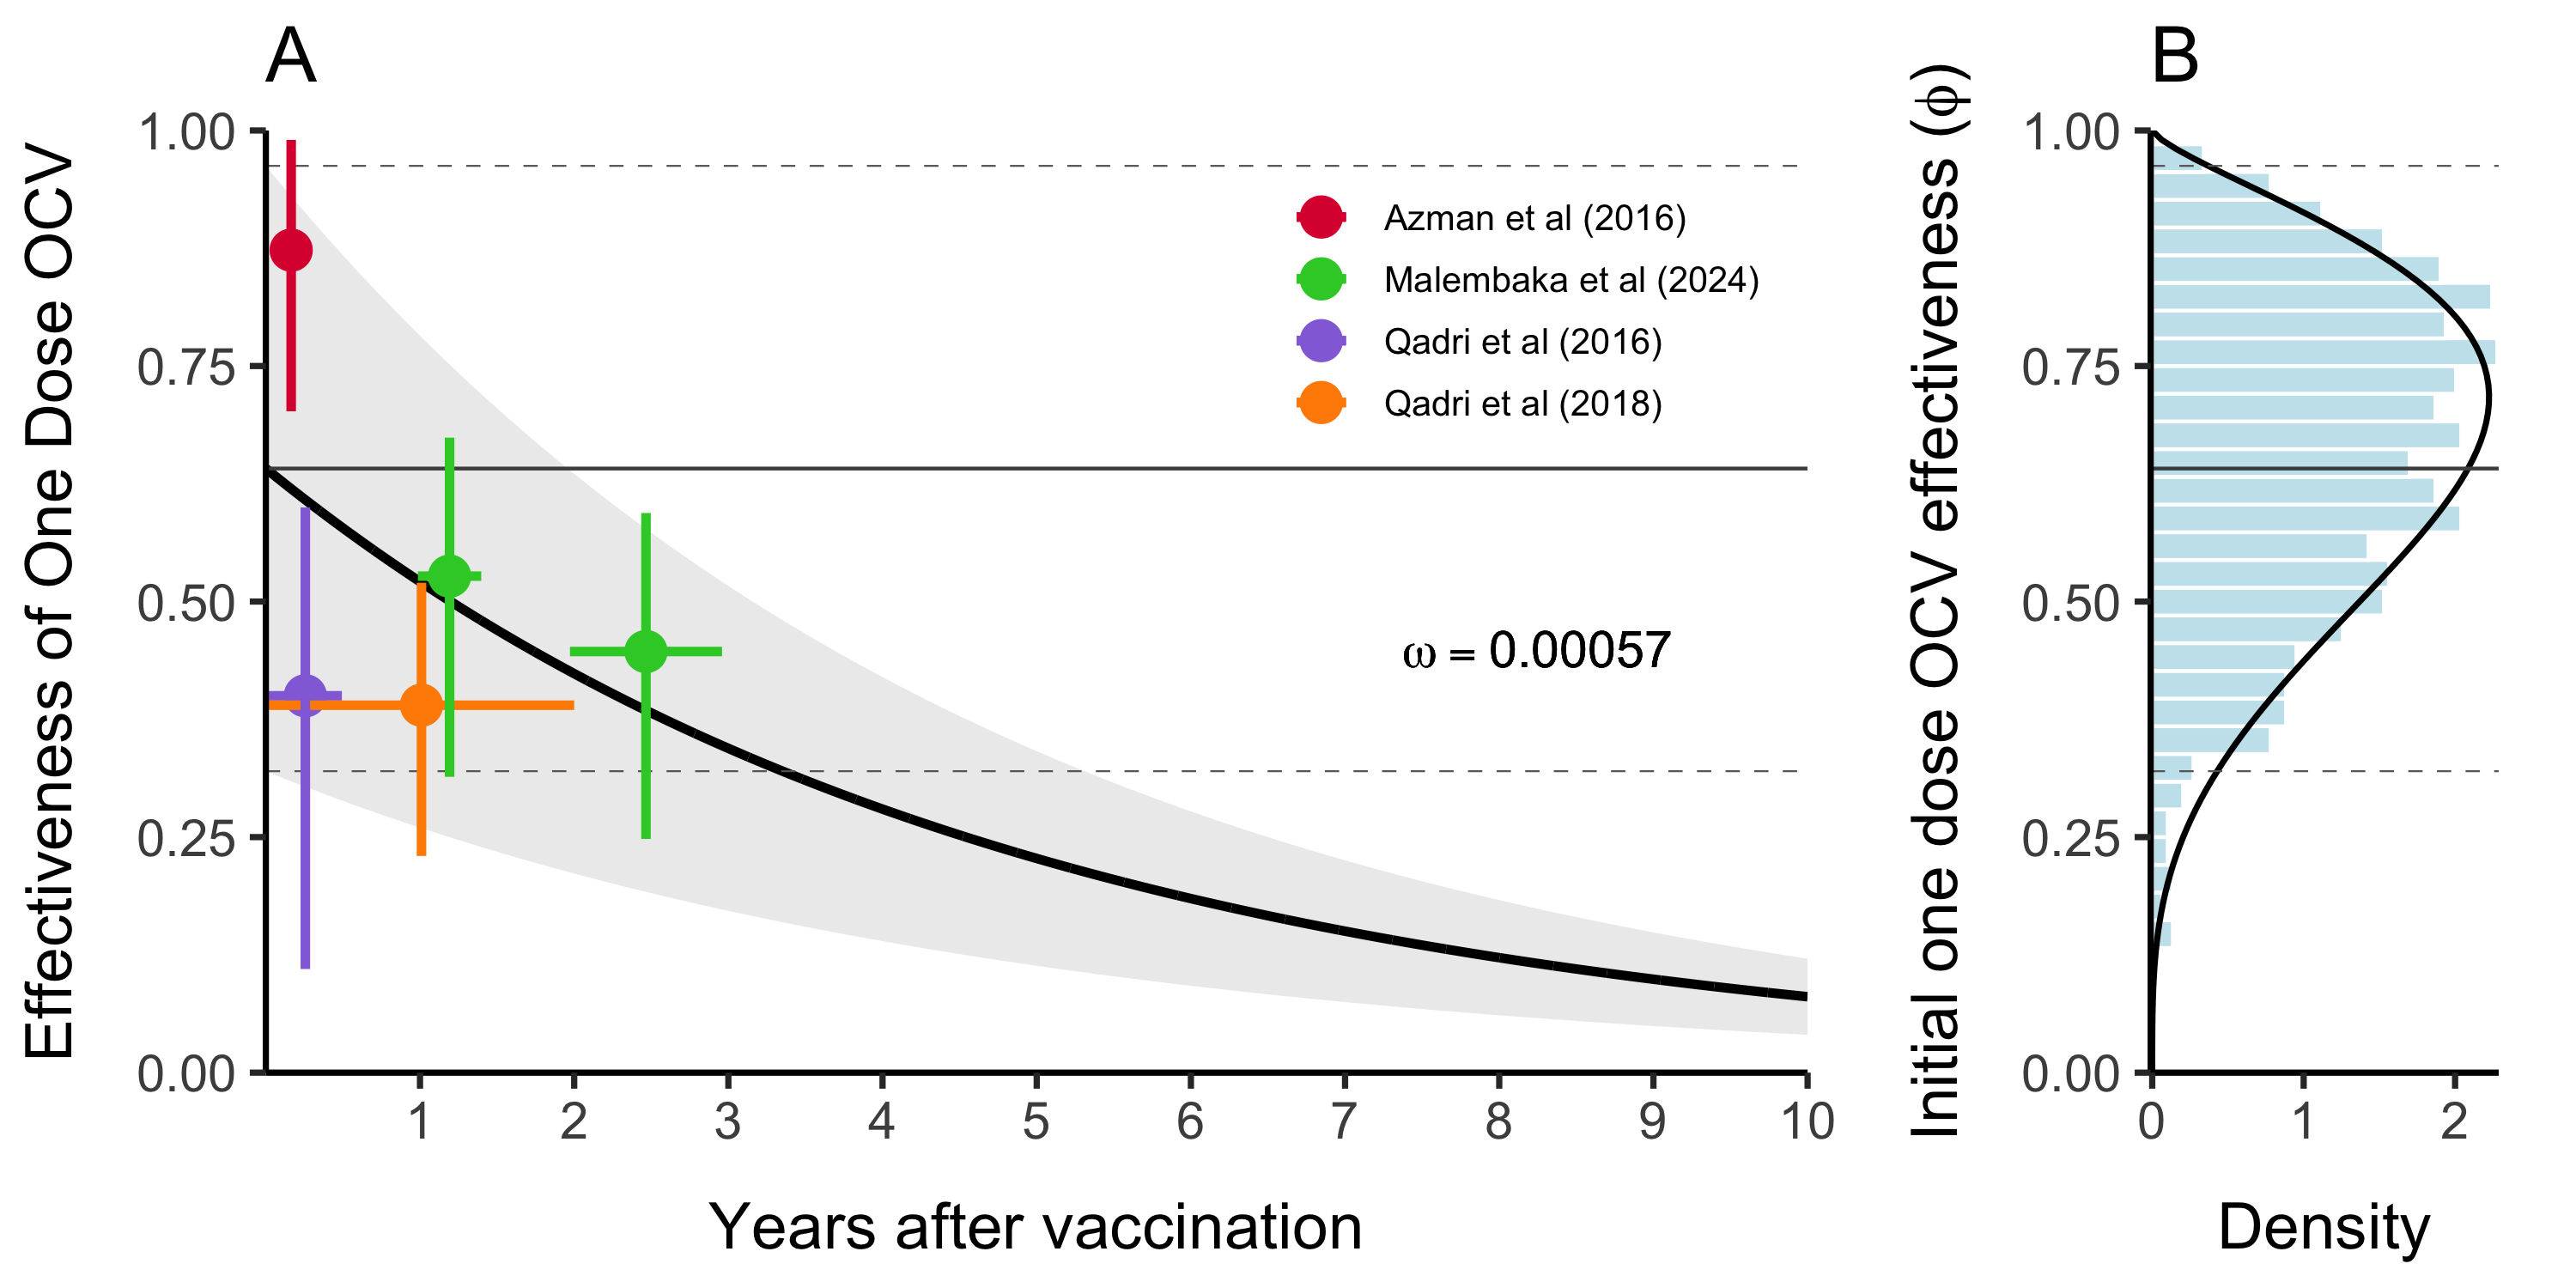 A
Effectiveness of One Dose OCV
1.00
0.75
0.50
0.25
0.00
Azman et al (2016)
Malembaka et al (2024)
Qadri et al (2016)
Qadri et al (2018)
ω = 0.00057
1 2 3 4 5 6 7 8 9 10
Years after vaccination
B
Initial one dose OCV effectiveness (ϕ)
1.00
0.75
0.50
0.25
0.00
0 1 2
Density